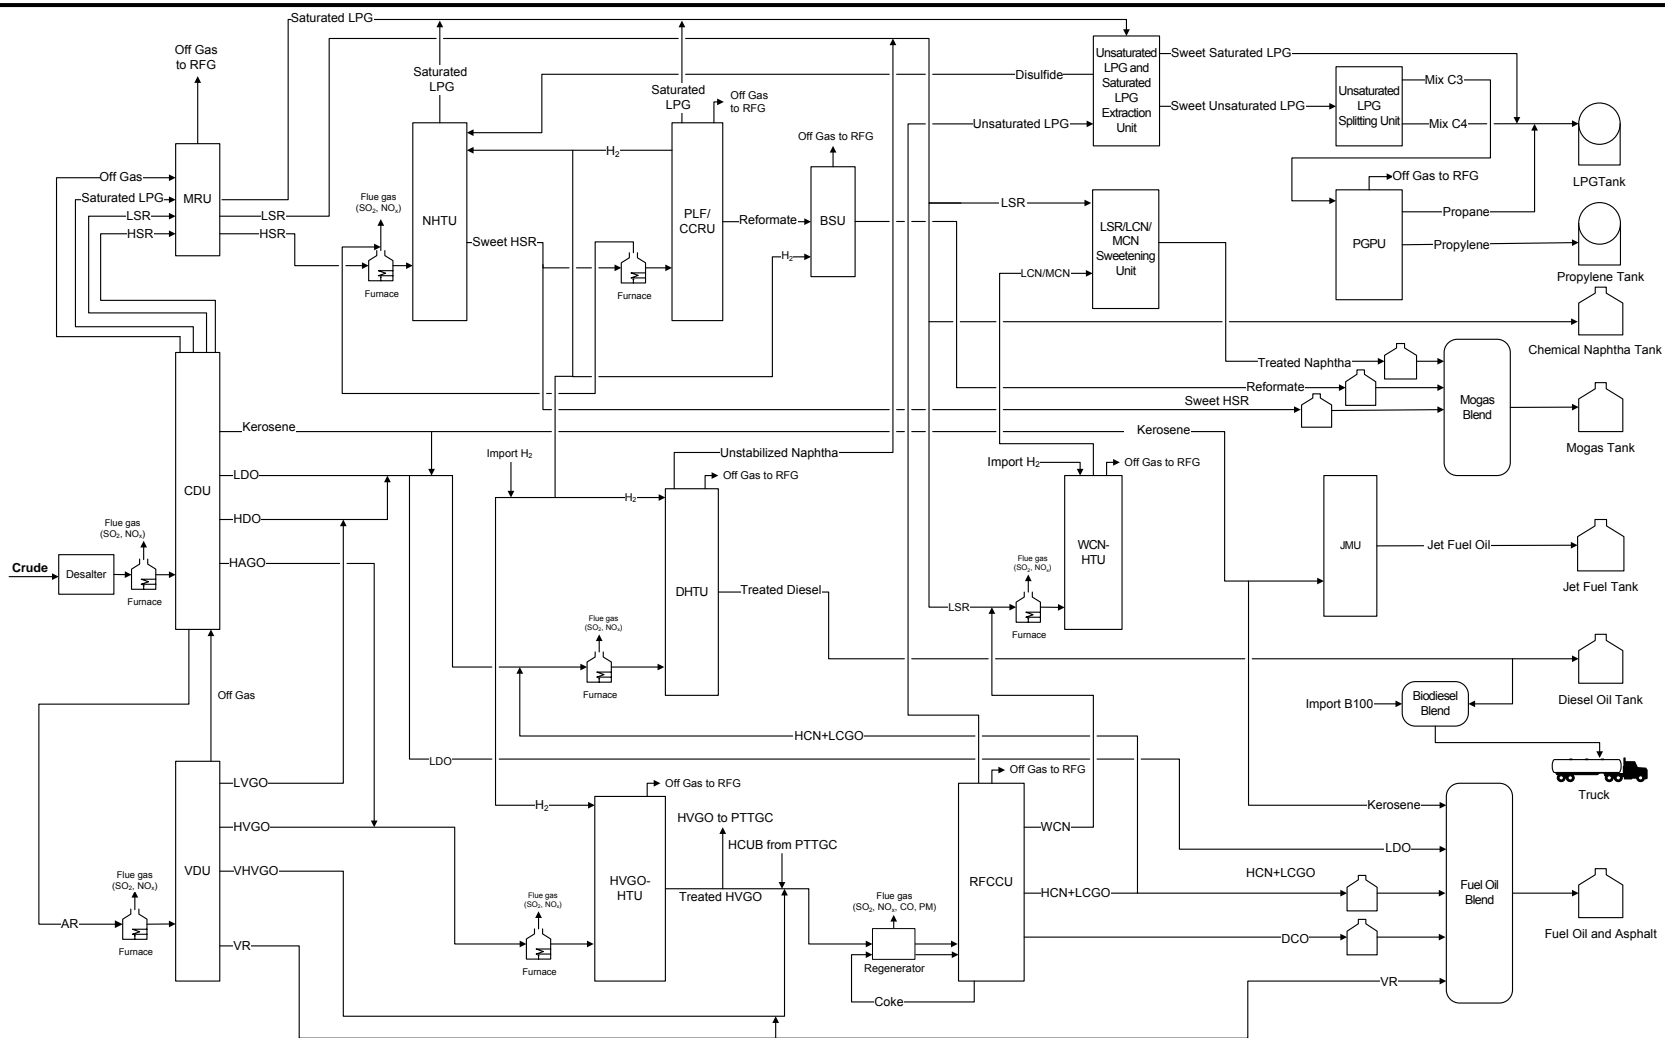 Saturated LPG
Off Gas
to RFG
Saturated
LPG
Saturated
LPG
Off Gas
to RFG
Disulfide
Unsaturated
LPG and
Saturated
LPG
Extraction
Unit
Sweet Saturated LPG
Sweet Unsaturated LPG
Unsaturated
LPG
Splitting Unit
Mix C3
Mix C4
LPGTank
Unsaturated LPG
Off Gas to RFG
H₂
Off Gas
Saturated LPG
LSR
HSR
MRU
LSR
HSR
Flue gas
(SO₂, NOₓ)
Furnace
NHTU
Sweet HSR
Furnace
PLF/
CCRU
Reformate
H₂
BSU
LSR
LCN/MCN
LSR/LCN/
MCN
Sweetening
Unit
Off Gas to RFG
PGPU
Propane
Propylene
Propylene Tank
Chemical Naphtha Tank
Treated Naphtha
Reformate
Sweet HSR
Mogas
Blend
Mogas Tank
Kerosene
Kerosene
CDU
LDO
HDO
HAGO
Flue gas
(SO₂, NOₓ)
Crude
Desalter
Furnace
Import H₂
Unstabilized Naphtha
Off Gas to RFG
H₂
DHTU
Treated Diesel
Flue gas
(SO₂, NOₓ)
Furnace
Import H₂
Off Gas to RFG
WCN-
HTU
Flue gas
(SO₂, NOₓ)
LSR
Furnace
JMU
Jet Fuel Oil
Jet Fuel Tank
Diesel Oil Tank
Import B100
Biodiesel
Blend
Truck
Off Gas
HCN+LCGO
LDO
VDU
LVGO
HVGO
VHVGO
VR
AR
Flue gas
(SO₂, NOₓ)
Furnace
H₂
Off Gas to RFG
HVGO-
HTU
Flue gas
(SO₂, NOₓ)
Furnace
HVGO to PTTGC
HCUB from PTTGC
Treated HVGO
Flue gas
(SO₂, NOₓ, CO, PM)
Regenerator
Coke
Off Gas to RFG
RFCCU
WCN
HCN+LCGO
DCO
Kerosene
LDO
HCN+LCGO
VR
Fuel Oil
Blend
Fuel Oil and Asphalt